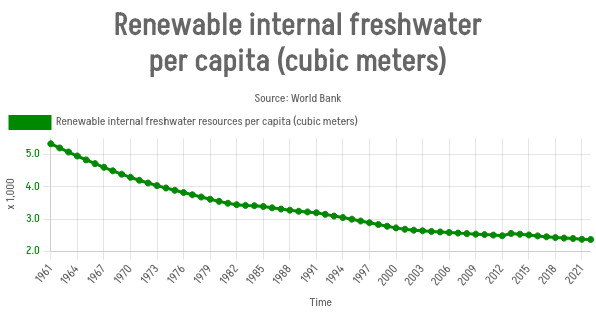 Renewable internal freshwater
per capita (cubic meters)
Source: World Bank
Renewable internal freshwater resources per capita (cubic meters)
5.0
4.0
3.0
2.0
x 1,000
1961 1964 1967 1970 1973 1976 1979 1982 1985 1988 1991 1994 1997 2000 2003 2006 2009 2012 2015 2018 2021
Time